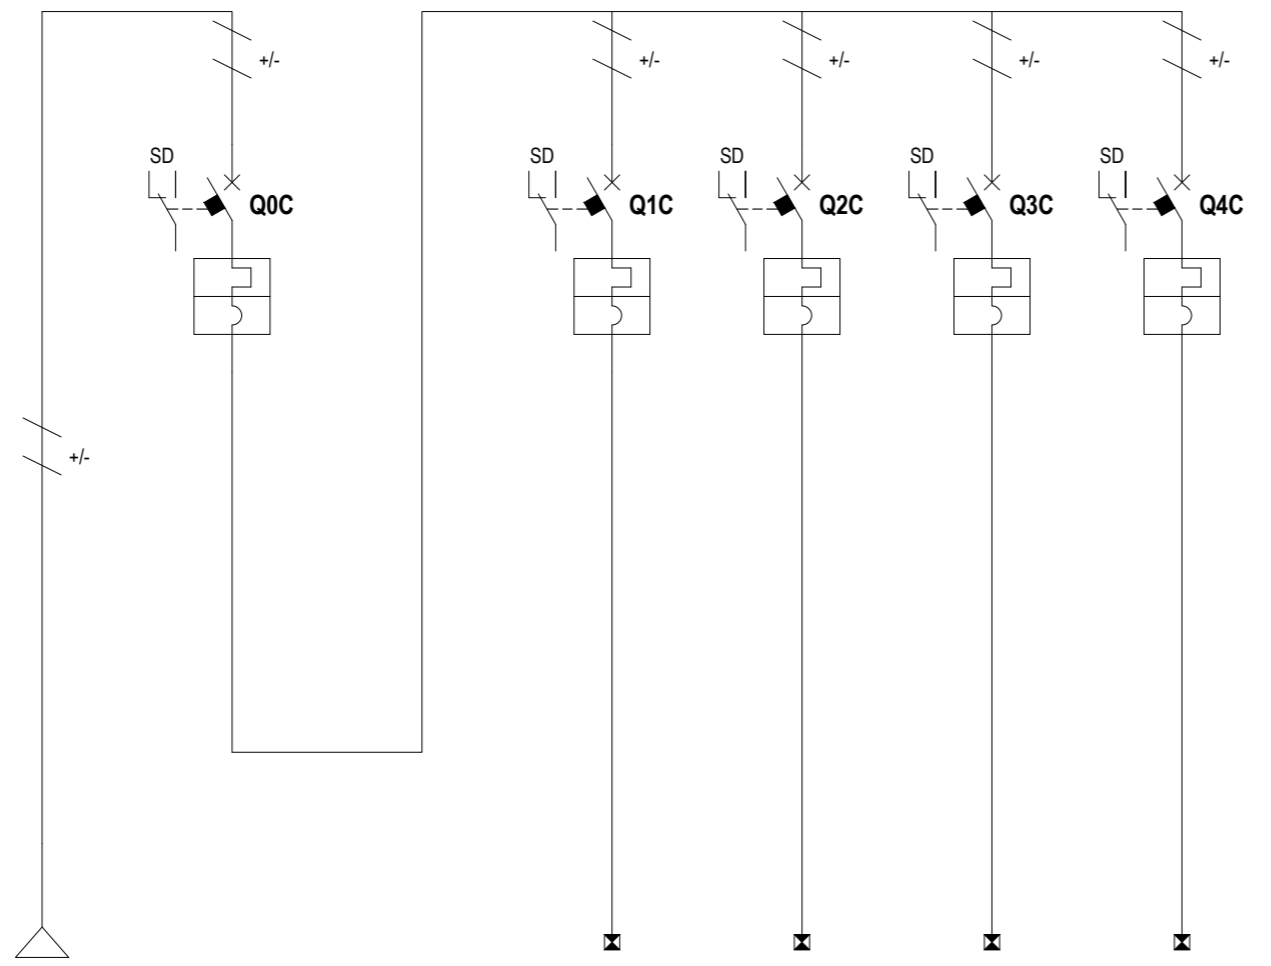 +/- +/- +/- +/- +/-
SD SD SD SD SD
Q0C Q1C Q2C Q3C Q4C
+/-